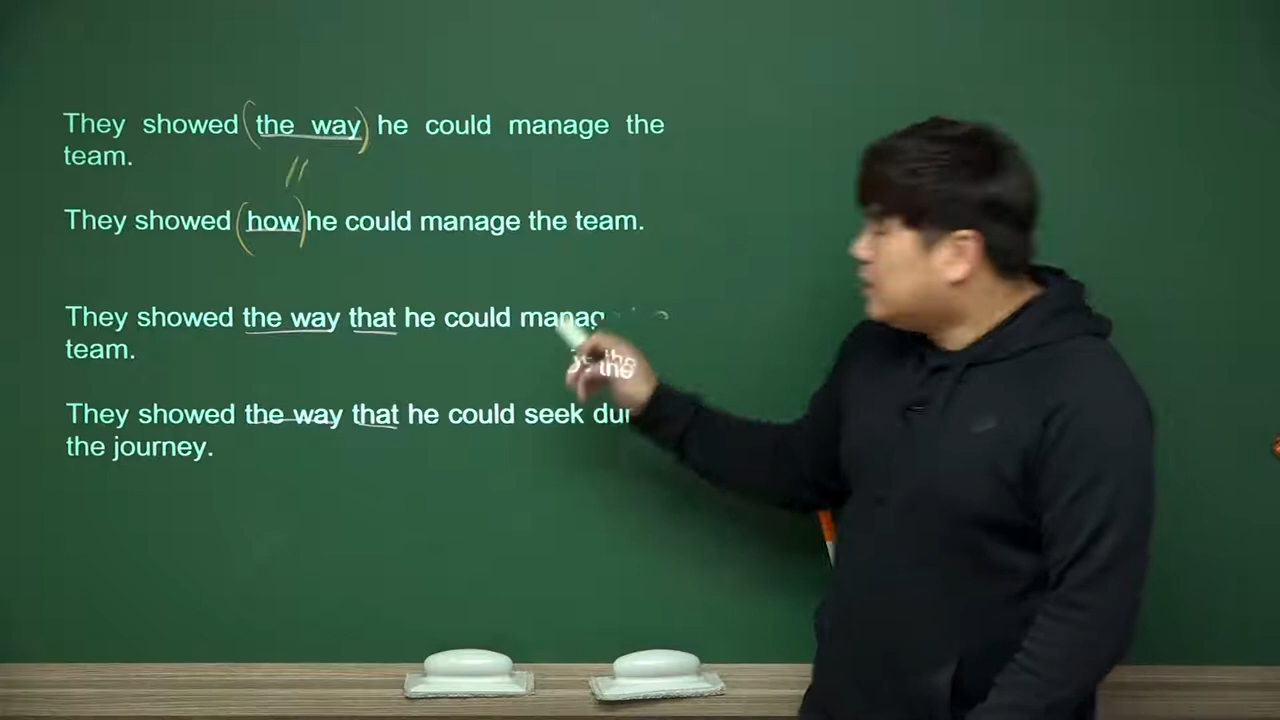 They showed (the way) he could manage the
team.
They showed (how) he could manage the team.
They showed the way that he could the
team.
They showed the way that he could seek
the journey.